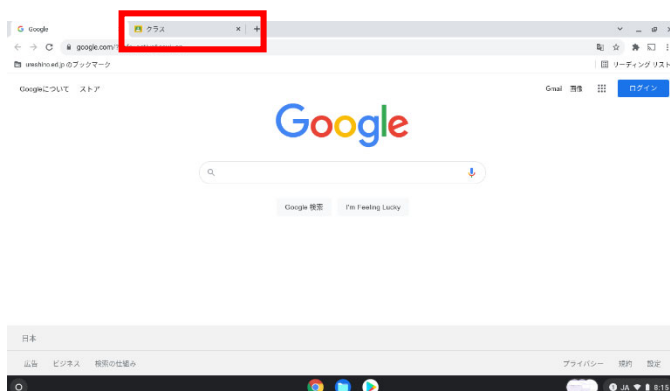 Google
クラス
google.com/
ureshino.ed.jp のブックマーク
リーディング リスト
Googleについて ストア
Gmail 画像
ログイン
Google
Google 検索
I'm Feeling Lucky
日本
広告 ビジネス 検索の仕組み
プライバシー 規約 設定
JA 8:15